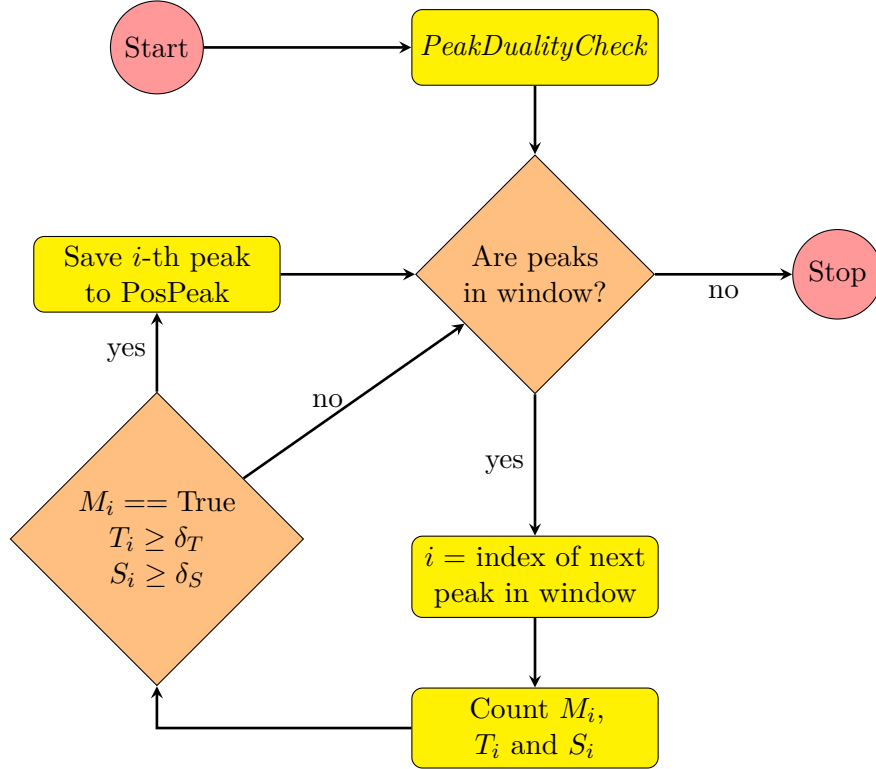 Start
PeakDualityCheck
Save i-th peak
to PosPeak
Are peaks
in window?
no
Stop
yes
no
yes
M_i == True
T_i ≥ δ_T
S_i ≥ δ_S
i = index of next
peak in window
Count M_i,
T_i and S_i